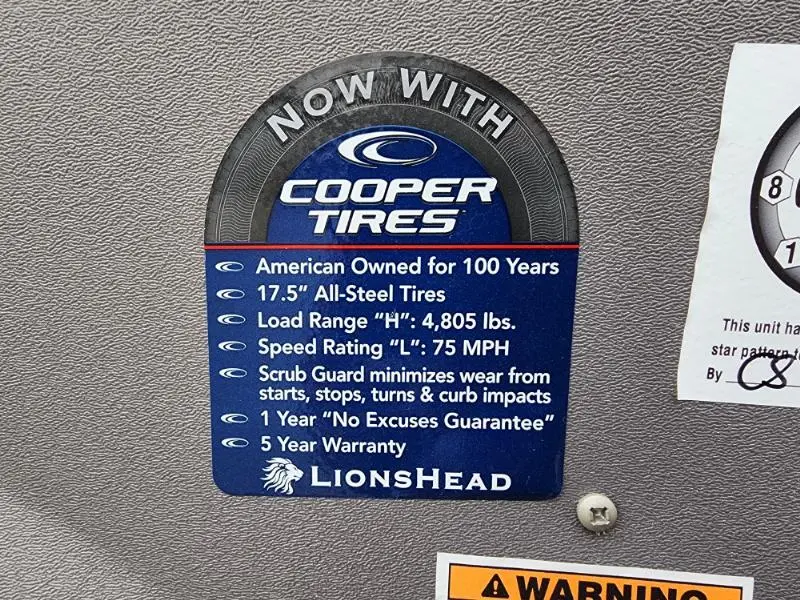 NOW WITH
COOPER
TIRES
American Owned for 100 Years
17.5" All-Steel Tires
Load Range "H": 4,805 lbs.
Speed Rating "L": 75 MPH
Scrub Guard minimizes wear from
starts, stops, turns & curb impacts
1 Year "No Excuses Guarantee"
5 Year Warranty
LIONSHEAD
8
1
This unit ha
star pattern t
By CS
WARNING